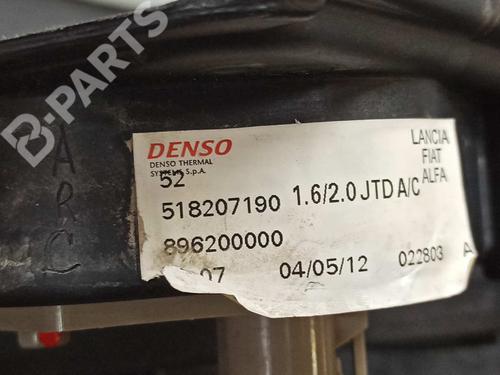 B-PARTS
DENSO
DENSO THERMAL
SYSTEMS S.p.A.
LANCIA
FIAT
ALFA
52
518207190 1.6/2.0 JTD A/C
896200000
07 04/05/12 022803 A
ARC